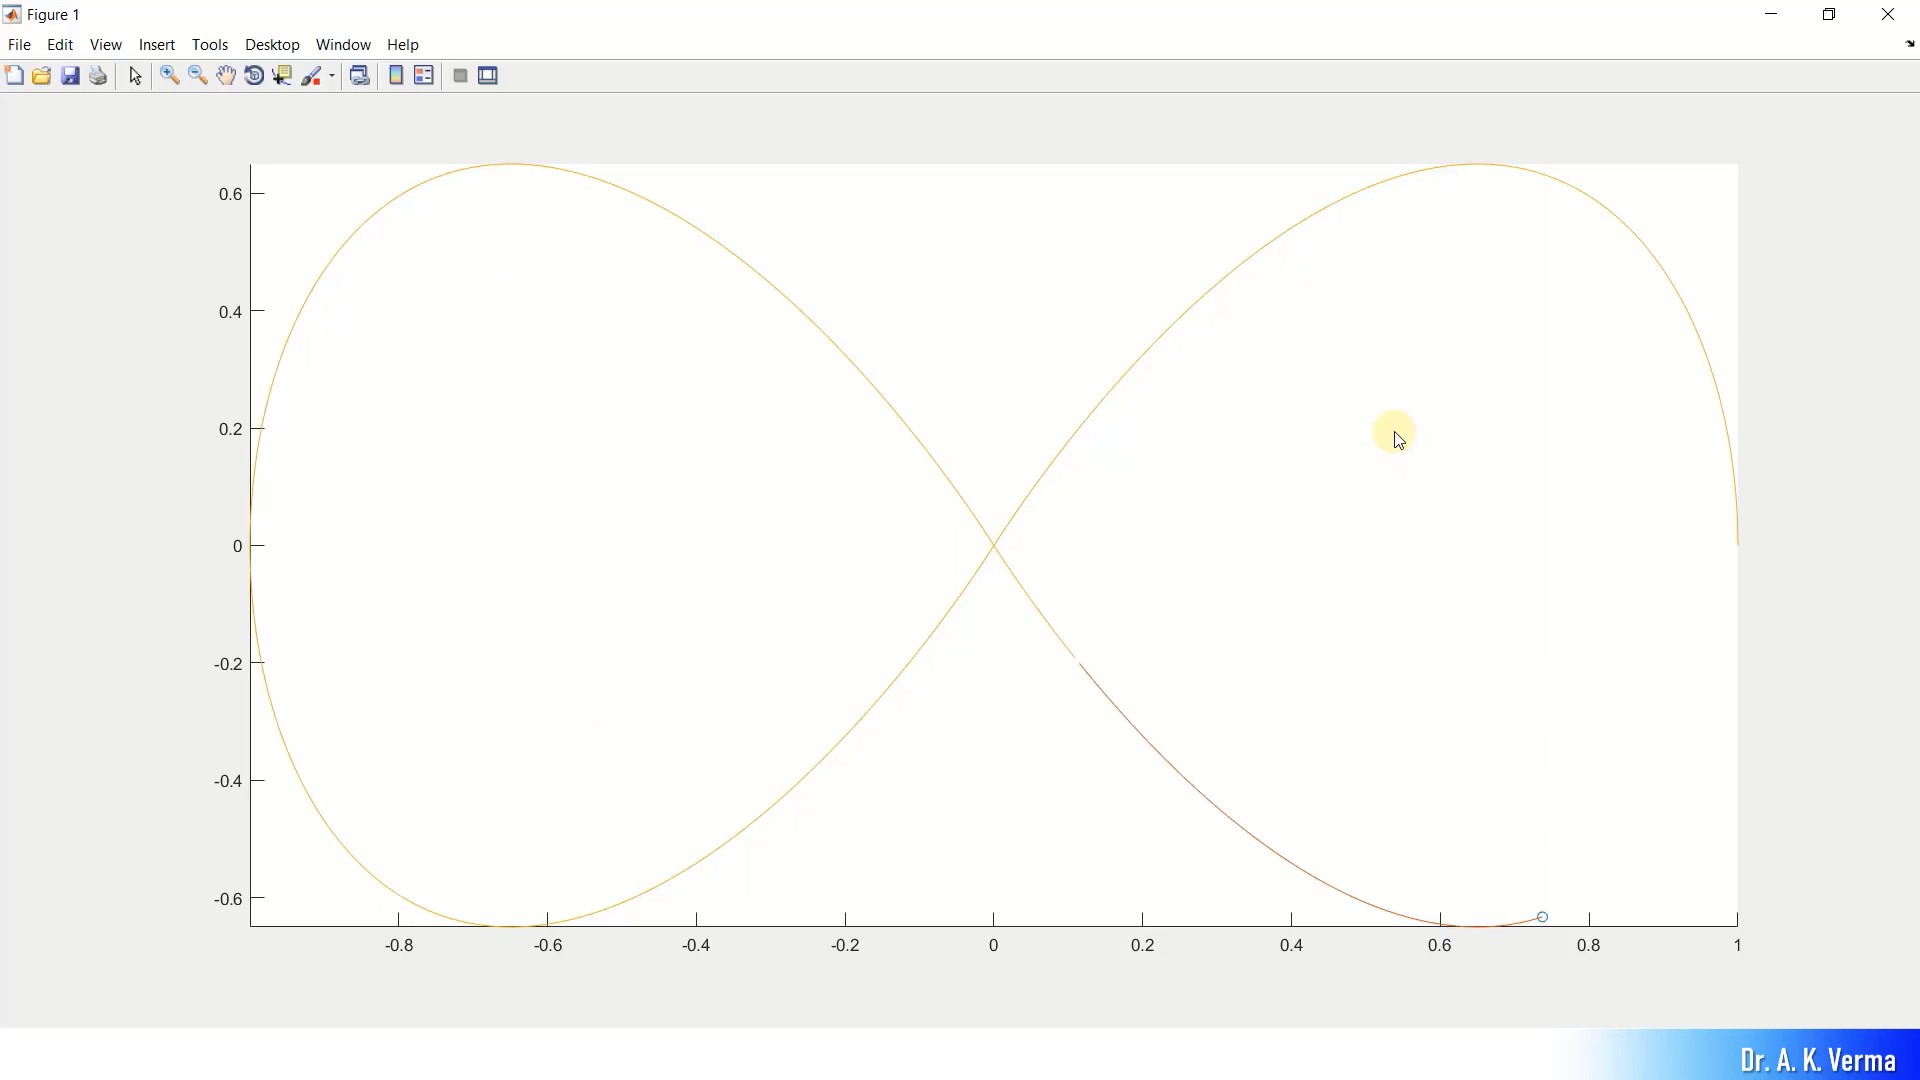 Figure 1
File Edit View Insert Tools Desktop Window Help
0.6
0.4
0.2
0
-0.2
-0.4
-0.6
-0.8 -0.6 -0.4 -0.2 0 0.2 0.4 0.6 0.8 1
Dr. A. K. Verma